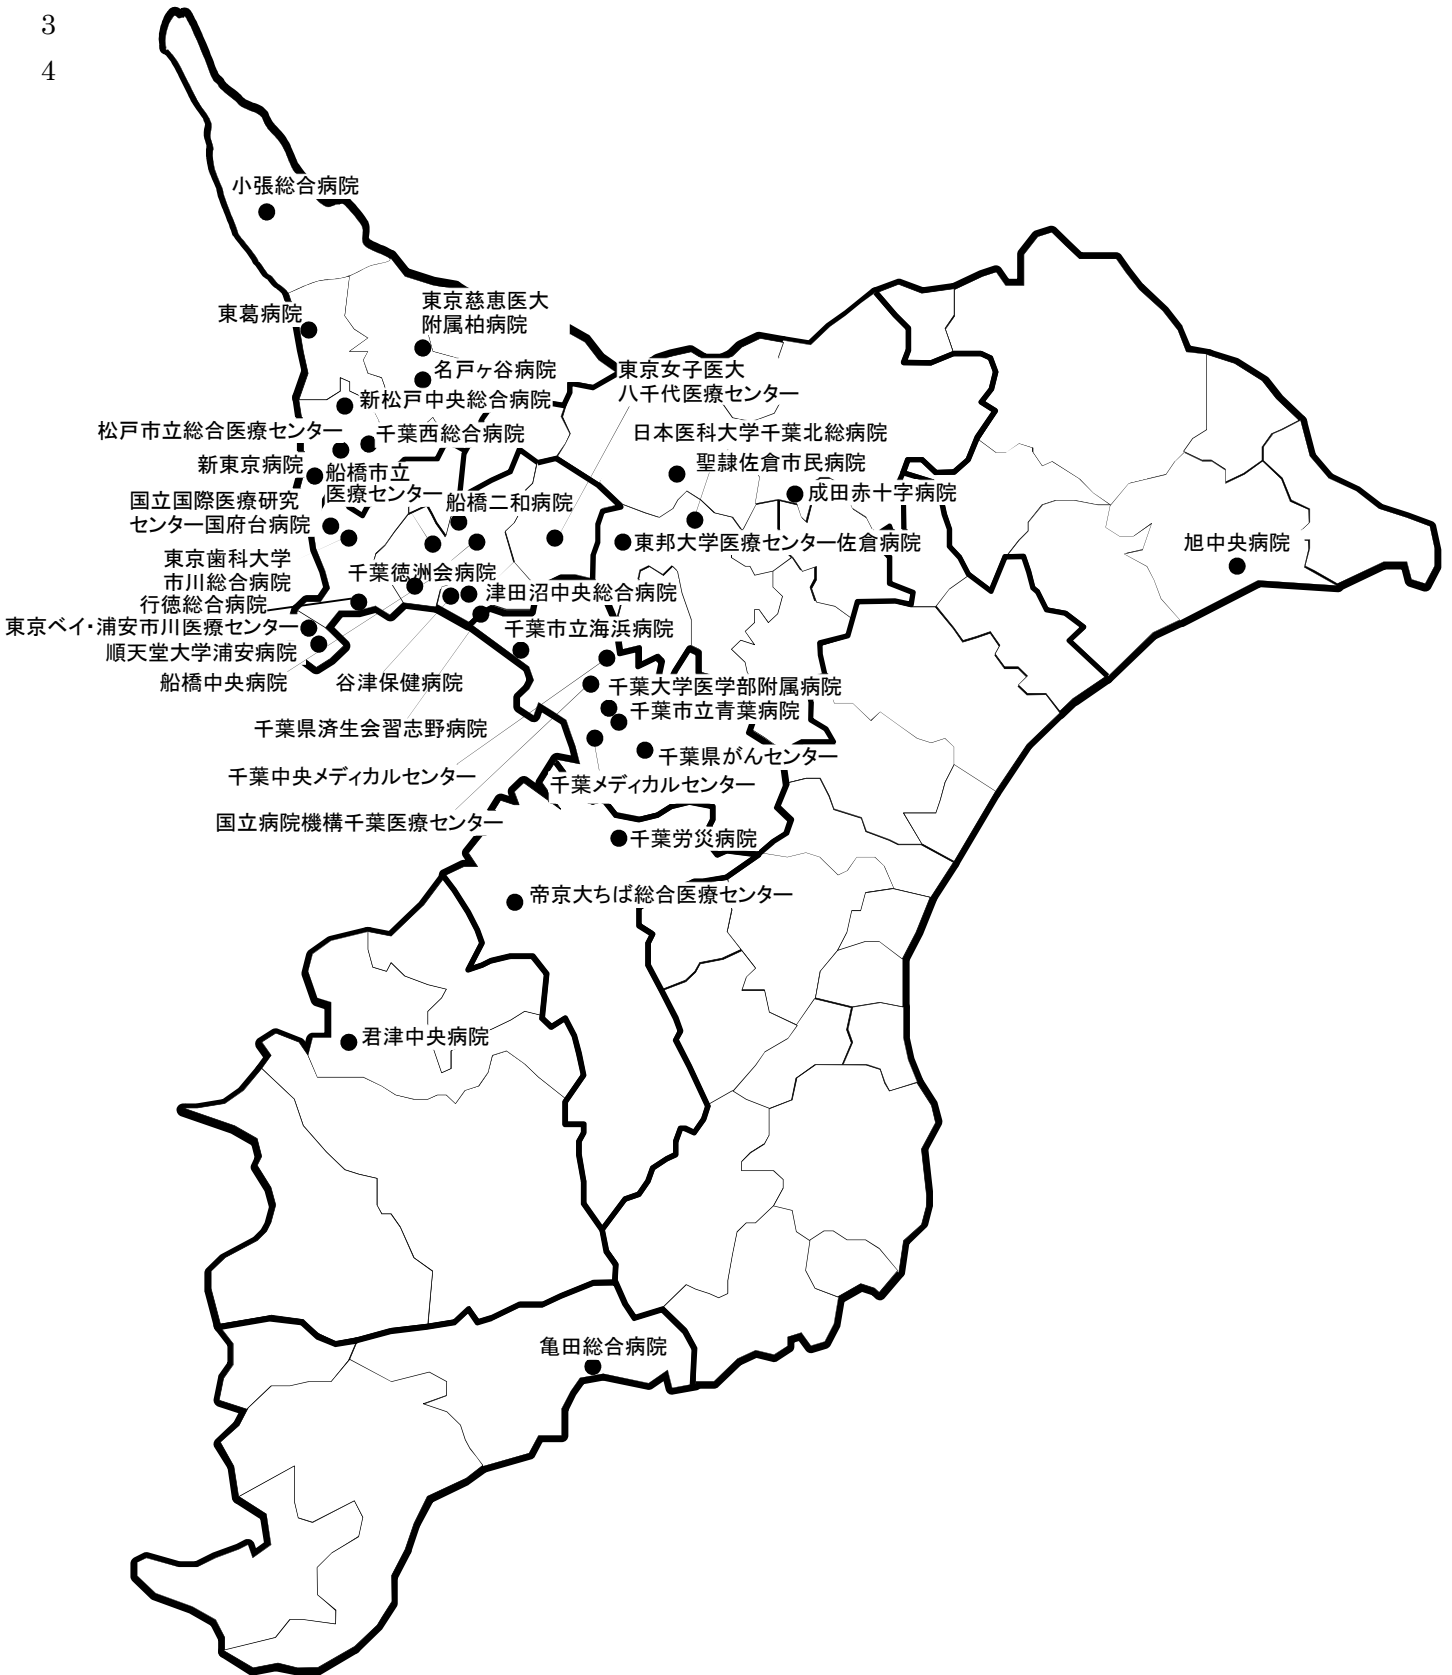 3
4
小張総合病院
東葛病院
東京慈恵医大
附属柏病院
名戸ヶ谷病院
東京女子医大
八千代医療センター
新松戸中央総合病院
松戸市立総合医療センター
千葉西総合病院
日本医科大学千葉北総病院
新東京病院
船橋市立
医療センター
聖隷佐倉市民病院
国立国際医療研究
センター国府台病院
船橋二和病院
成田赤十字病院
東邦大学医療センター佐倉病院
旭中央病院
東京歯科大学
市川総合病院
千葉徳洲会病院
行徳総合病院
津田沼中央総合病院
東京ベイ・浦安市川医療センター
千葉市立海浜病院
順天堂大学浦安病院
船橋中央病院
谷津保健病院
千葉大学医学部附属病院
千葉市立青葉病院
千葉県済生会習志野病院
千葉県がんセンター
千葉中央メディカルセンター
千葉メディカルセンター
国立病院機構千葉医療センター
千葉労災病院
帝京大ちば総合医療センター
君津中央病院
亀田総合病院